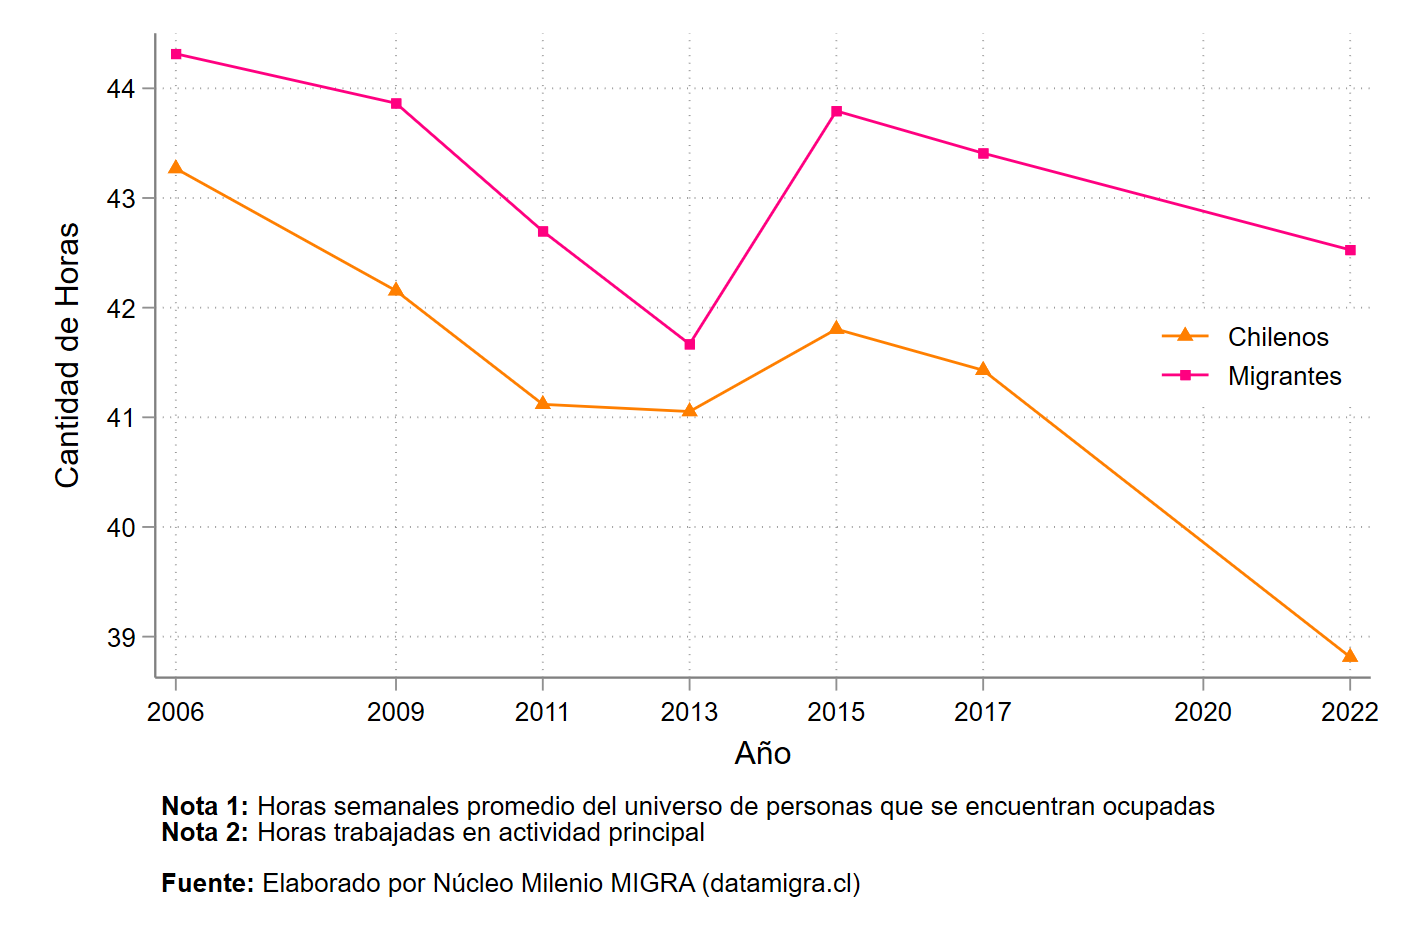 Cantidad de Horas
44
43
42
41
40
39
Chilenos
Migrantes
2006 2009 2011 2013 2015 2017 2020 2022
Año
Nota 1: Horas semanales promedio del universo de personas que se encuentran ocupadas
Nota 2: Horas trabajadas en actividad principal
Fuente: Elaborado por Núcleo Milenio MIGRA (datamigra.cl)